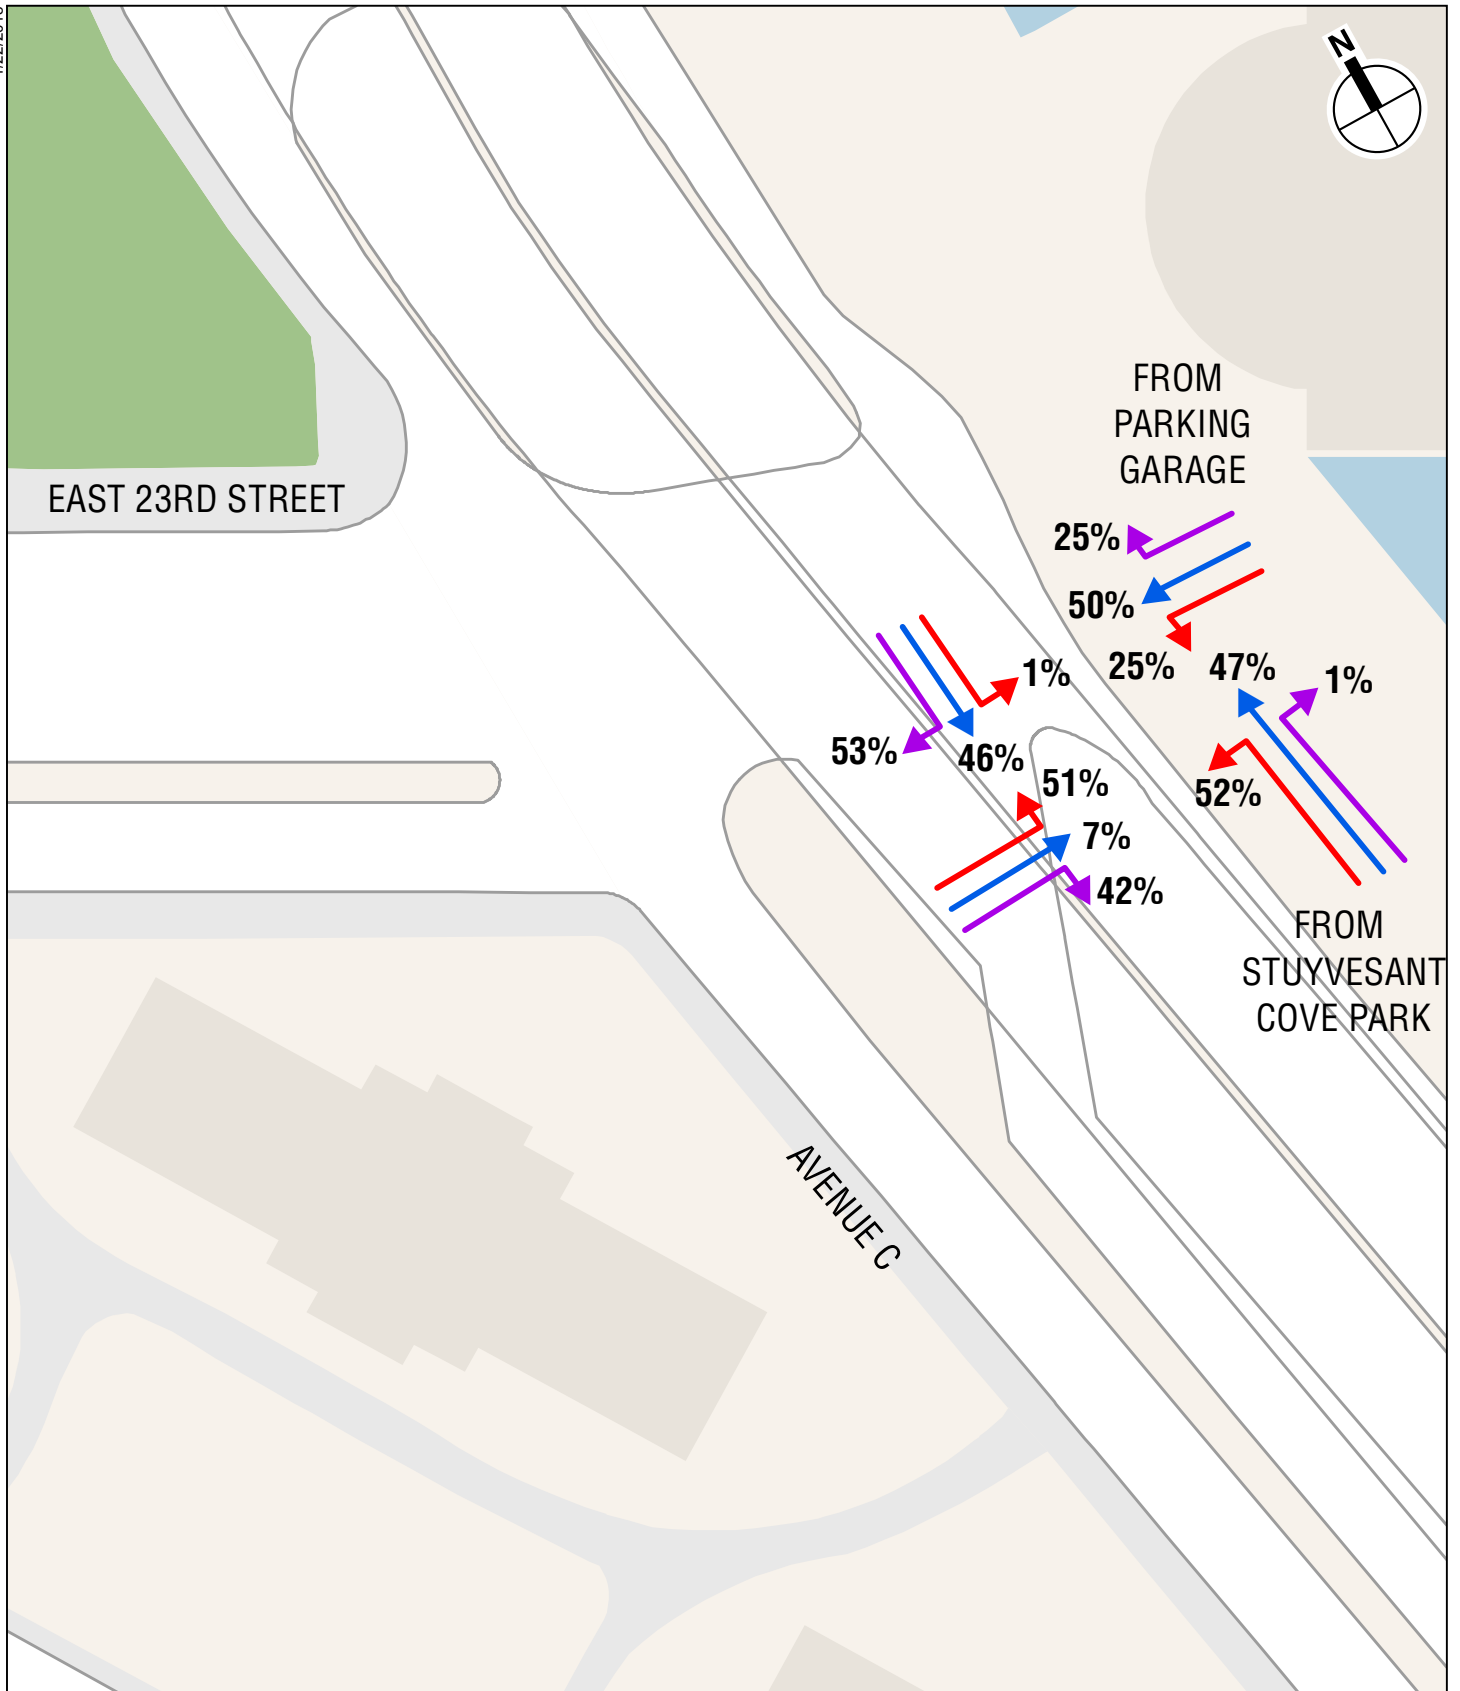 N
FROM
PARKING
GARAGE
EAST 23RD STREET
25%
50%
25%
47%
1%
1%
53%
46%
51%
52%
7%
42%
FROM
STUYVESANT
COVE PARK
AVENUE C